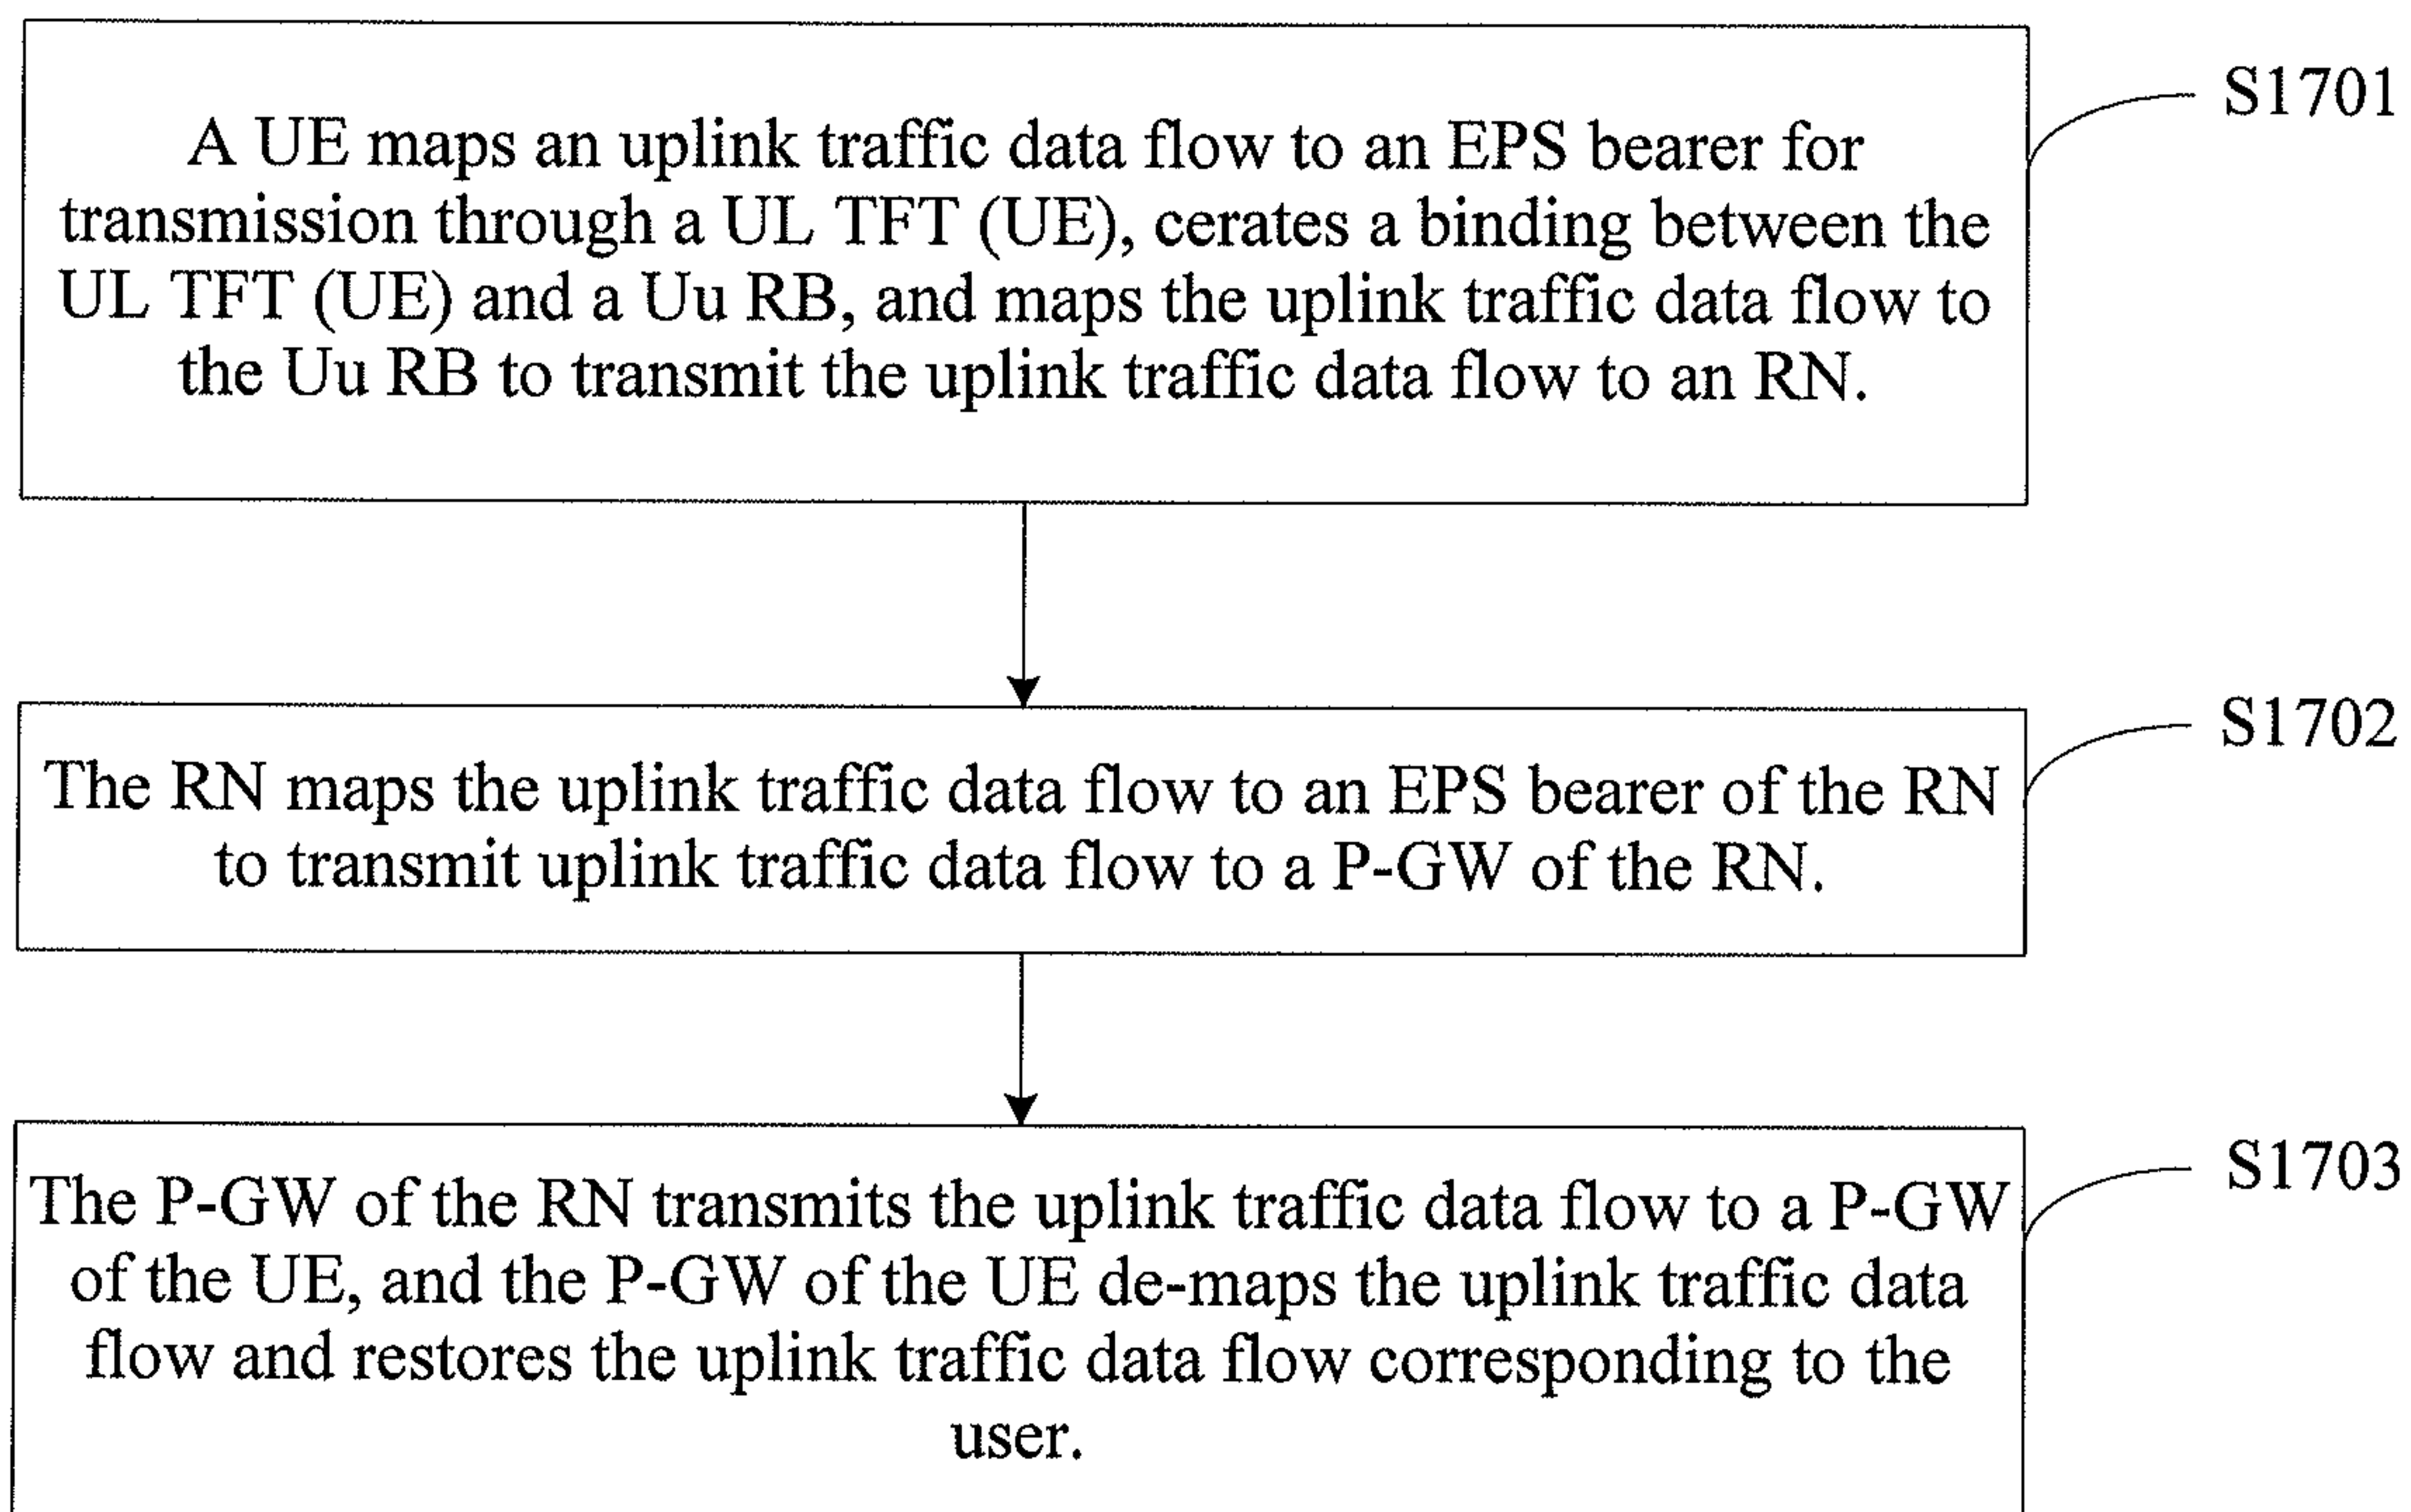 A UE maps an uplink traffic data flow to an EPS bearer for
transmission through a UL TFT (UE), cerates a binding between the
UL TFT (UE) and a Uu RB, and maps the uplink traffic data flow to
the Uu RB to transmit the uplink traffic data flow to an RN.
S1701
The RN maps the uplink traffic data flow to an EPS bearer of the RN
to transmit uplink traffic data flow to a P-GW of the RN.
S1702
The P-GW of the RN transmits the uplink traffic data flow to a P-GW
of the UE, and the P-GW of the UE de-maps the uplink traffic data
flow and restores the uplink traffic data flow corresponding to the
user.
S1703